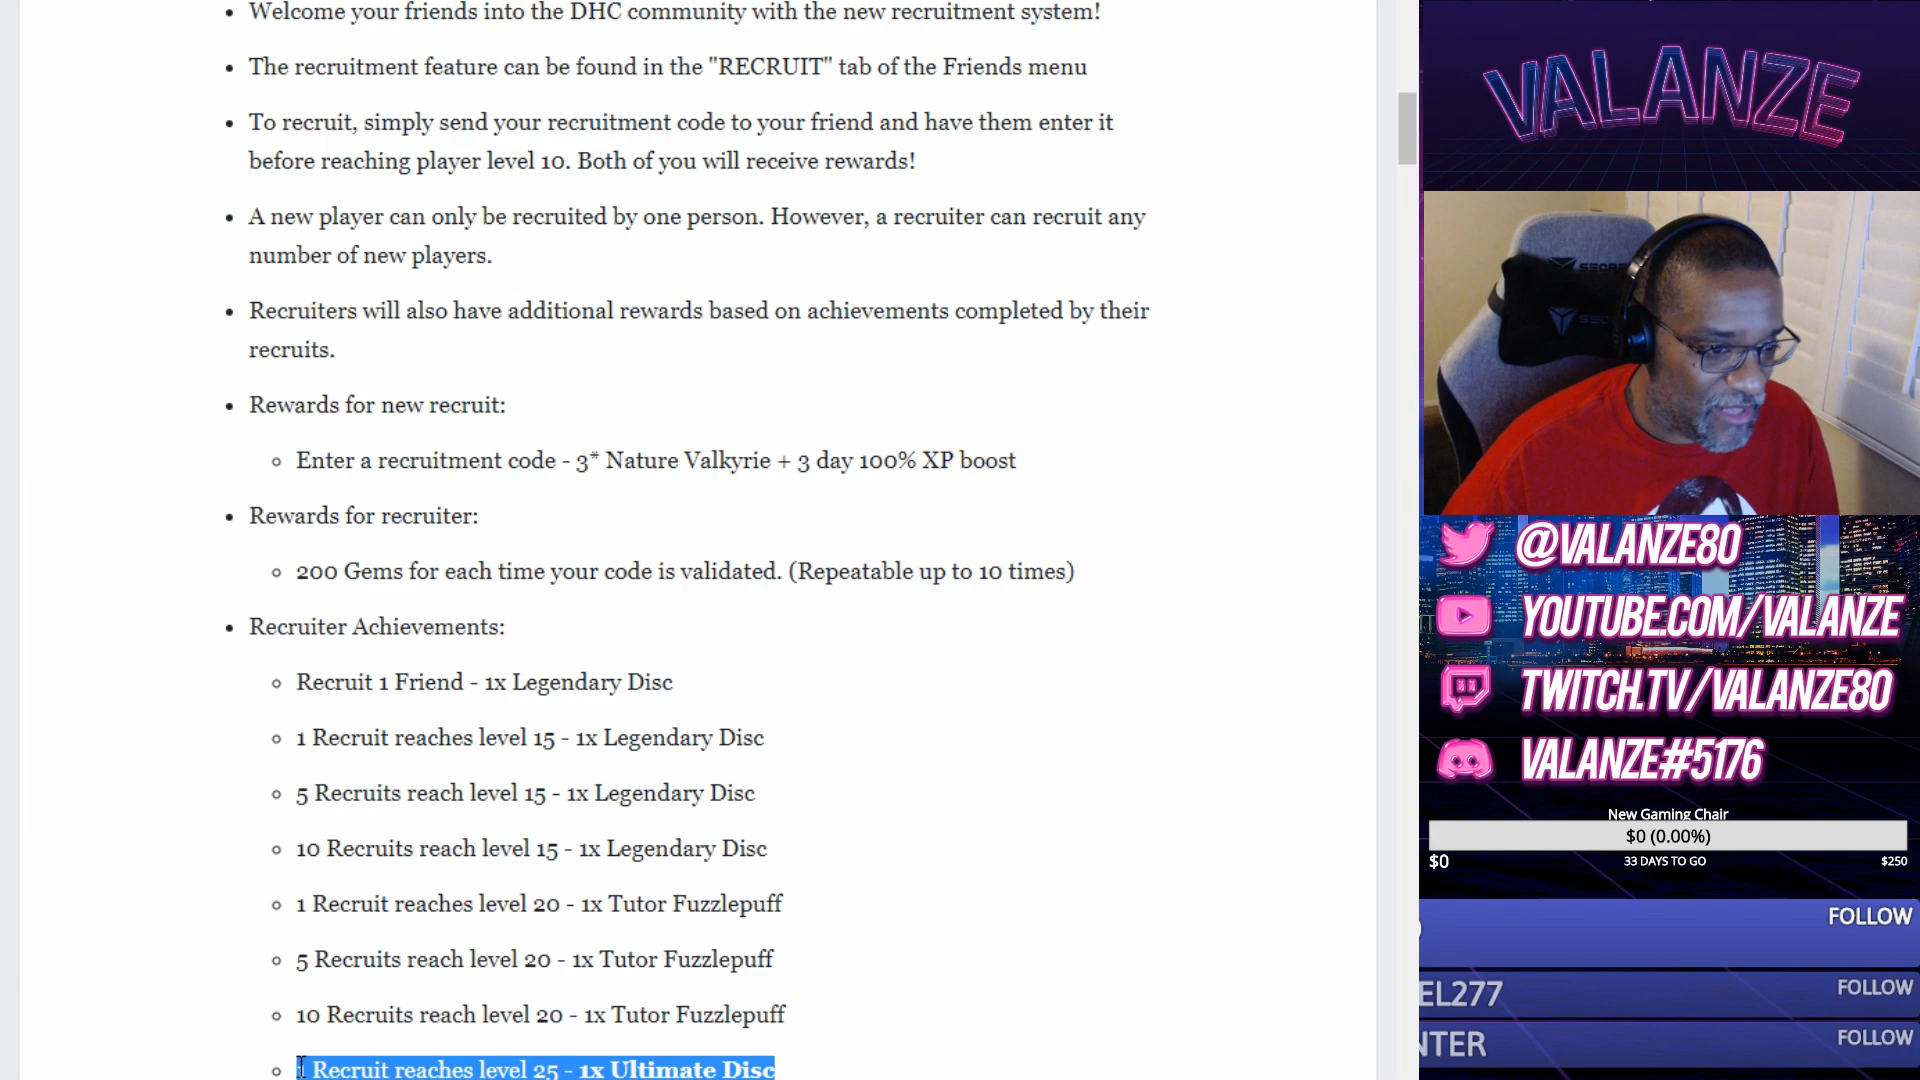 Welcome your friends into the DHC community with the new recruitment system!
The recruitment feature can be found in the "RECRUIT" tab of the Friends menu
To recruit, simply send your recruitment code to your friend and have them enter it
before reaching player level 10. Both of you will receive rewards!
A new player can only be recruited by one person. However, a recruiter can recruit any
number of new players.
Recruiters will also have additional rewards based on achievements completed by their
recruits.
Rewards for new recruit:
Enter a recruitment code - 3* Nature Valkyrie + 3 day 100% XP boost
Rewards for recruiter:
200 Gems for each time your code is validated. (Repeatable up to 10 times)
Recruiter Achievements:
Recruit 1 Friend - 1x Legendary Disc
1 Recruit reaches level 15 - 1x Legendary Disc
5 Recruits reach level 15 - 1x Legendary Disc
10 Recruits reach level 15 - 1x Legendary Disc
1 Recruit reaches level 20 - 1x Tutor Fuzzlepuff
5 Recruits reach level 20 - 1x Tutor Fuzzlepuff
10 Recruits reach level 20 - 1x Tutor Fuzzlepuff
Recruit reaches level 25 - 1x Ultimate Disc
VALANZE
@VALANZE80
YOUTUBE.COM/VALANZE
TWITCH.TV/VALANZE80
VALANZE#5176
New Gaming Chair
$0 (0.00%)
$0 33 DAYS TO GO $250
FOLLOW
EL277 FOLLOW
NTER FOLLOW